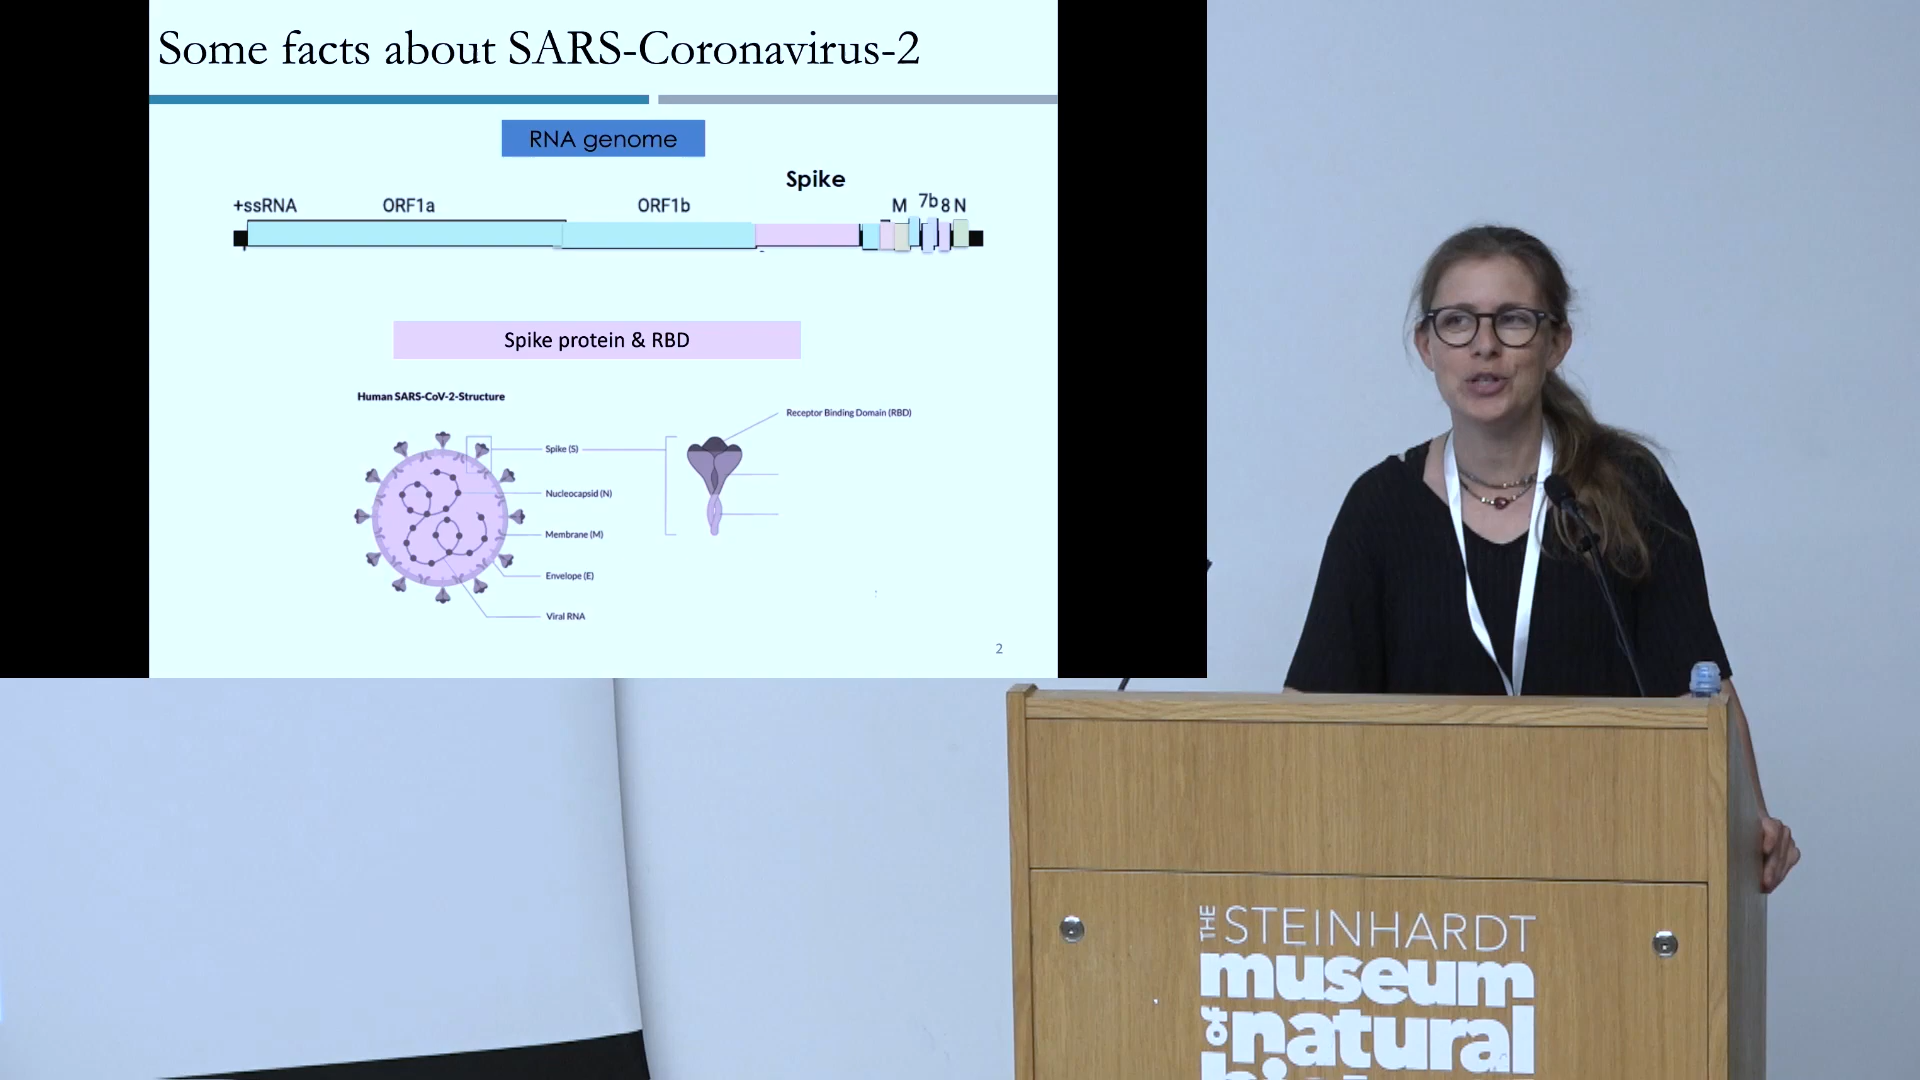 Some facts about SARS-Coronavirus-2
RNA genome
Spike
+ssRNA ORF1a ORF1b M 7b 8 N
Spike protein & RBD
Human SARS-CoV-2-Structure
Receptor Binding Domain (RBD)
Spike (S)
Nucleocapsid (N)
Membrane (M)
Envelope (E)
Viral RNA
2
THE STEINHARDT
museum
OF natural